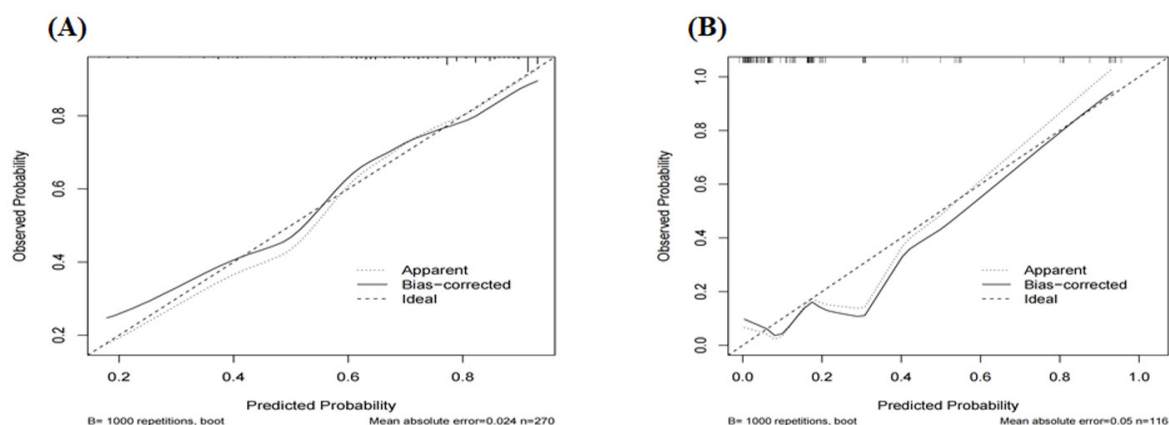 (A)
Observed Probability
0.8
0.6
0.4
0.2
Apparent
Bias-corrected
Ideal
0.2 0.4 0.6 0.8
Predicted Probability
B= 1000 repetitions, boot Mean absolute error=0.024 n=270
(B)
Observed Probability
1.0
0.8
0.6
0.4
0.2
0.0
Apparent
Bias-corrected
Ideal
0.0 0.2 0.4 0.6 0.8 1.0
Predicted Probability
B= 1000 repetitions, boot Mean absolute error=0.05 n=116